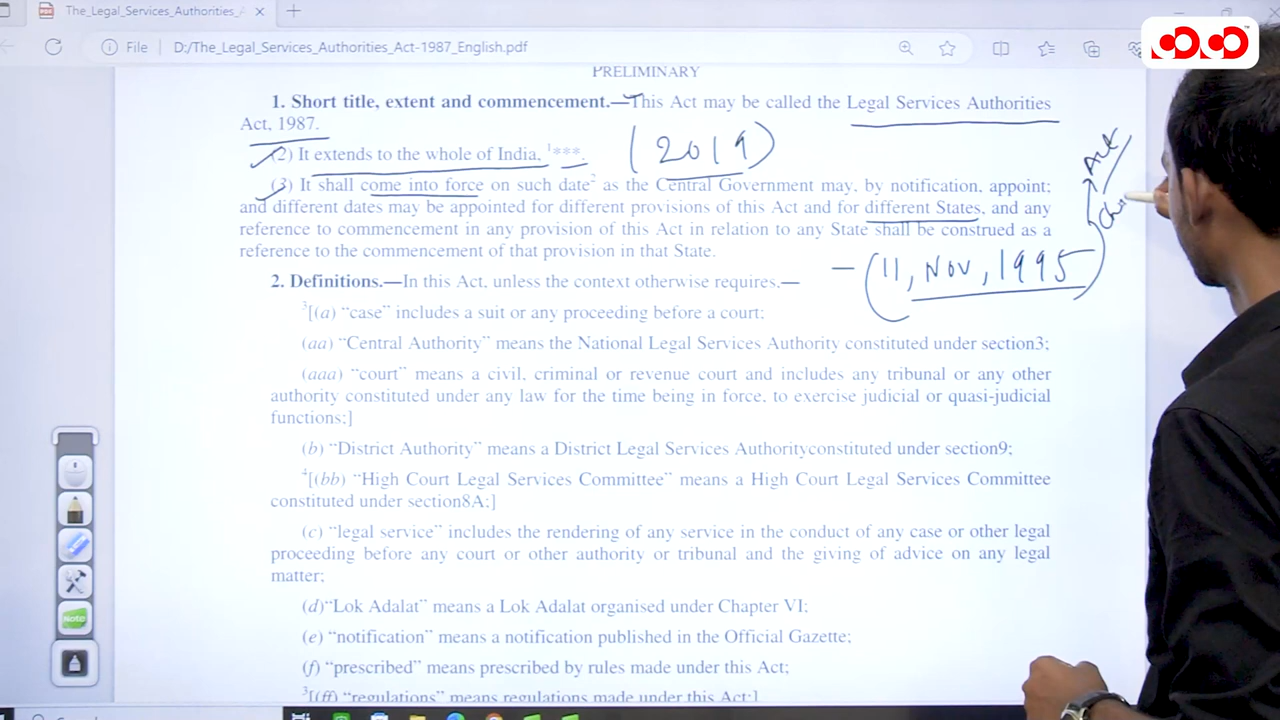 The_Legal_Services_Authorities_A
File D:/The_Legal_Services_Authorities_Act-1987_English.pdf
PRELIMINARY
1. Short title, extent and commencement.—This Act may be called the Legal Services Authorities
Act, 1987.
(2) It extends to the whole of India, ¹***.
(2019)
(3) It shall come into force on such date² as the Central Government may, by notification, appoint;
and different dates may be appointed for different provisions of this Act and for different States, and any
reference to commencement in any provision of this Act in relation to any State shall be construed as a
reference to the commencement of that provision in that State.
Act
— (11, Nov, 1995)
2. Definitions.—In this Act, unless the context otherwise requires,—
³[(a) “case” includes a suit or any proceeding before a court;
(aa) “Central Authority” means the National Legal Services Authority constituted under section3;
(aaa) “court” means a civil, criminal or revenue court and includes any tribunal or any other
authority constituted under any law for the time being in force, to exercise judicial or quasi-judicial
functions;]
(b) “District Authority” means a District Legal Services Authorityconstituted under section9;
⁴[(bb) “High Court Legal Services Committee” means a High Court Legal Services Committee
constituted under section8A;]
(c) “legal service” includes the rendering of any service in the conduct of any case or other legal
proceeding before any court or other authority or tribunal and the giving of advice on any legal
matter;
(d)“Lok Adalat” means a Lok Adalat organised under Chapter VI;
(e) “notification” means a notification published in the Official Gazette;
(f) “prescribed” means prescribed by rules made under this Act;
³[(ff) “regulations” means regulations made under this Act;]
Note